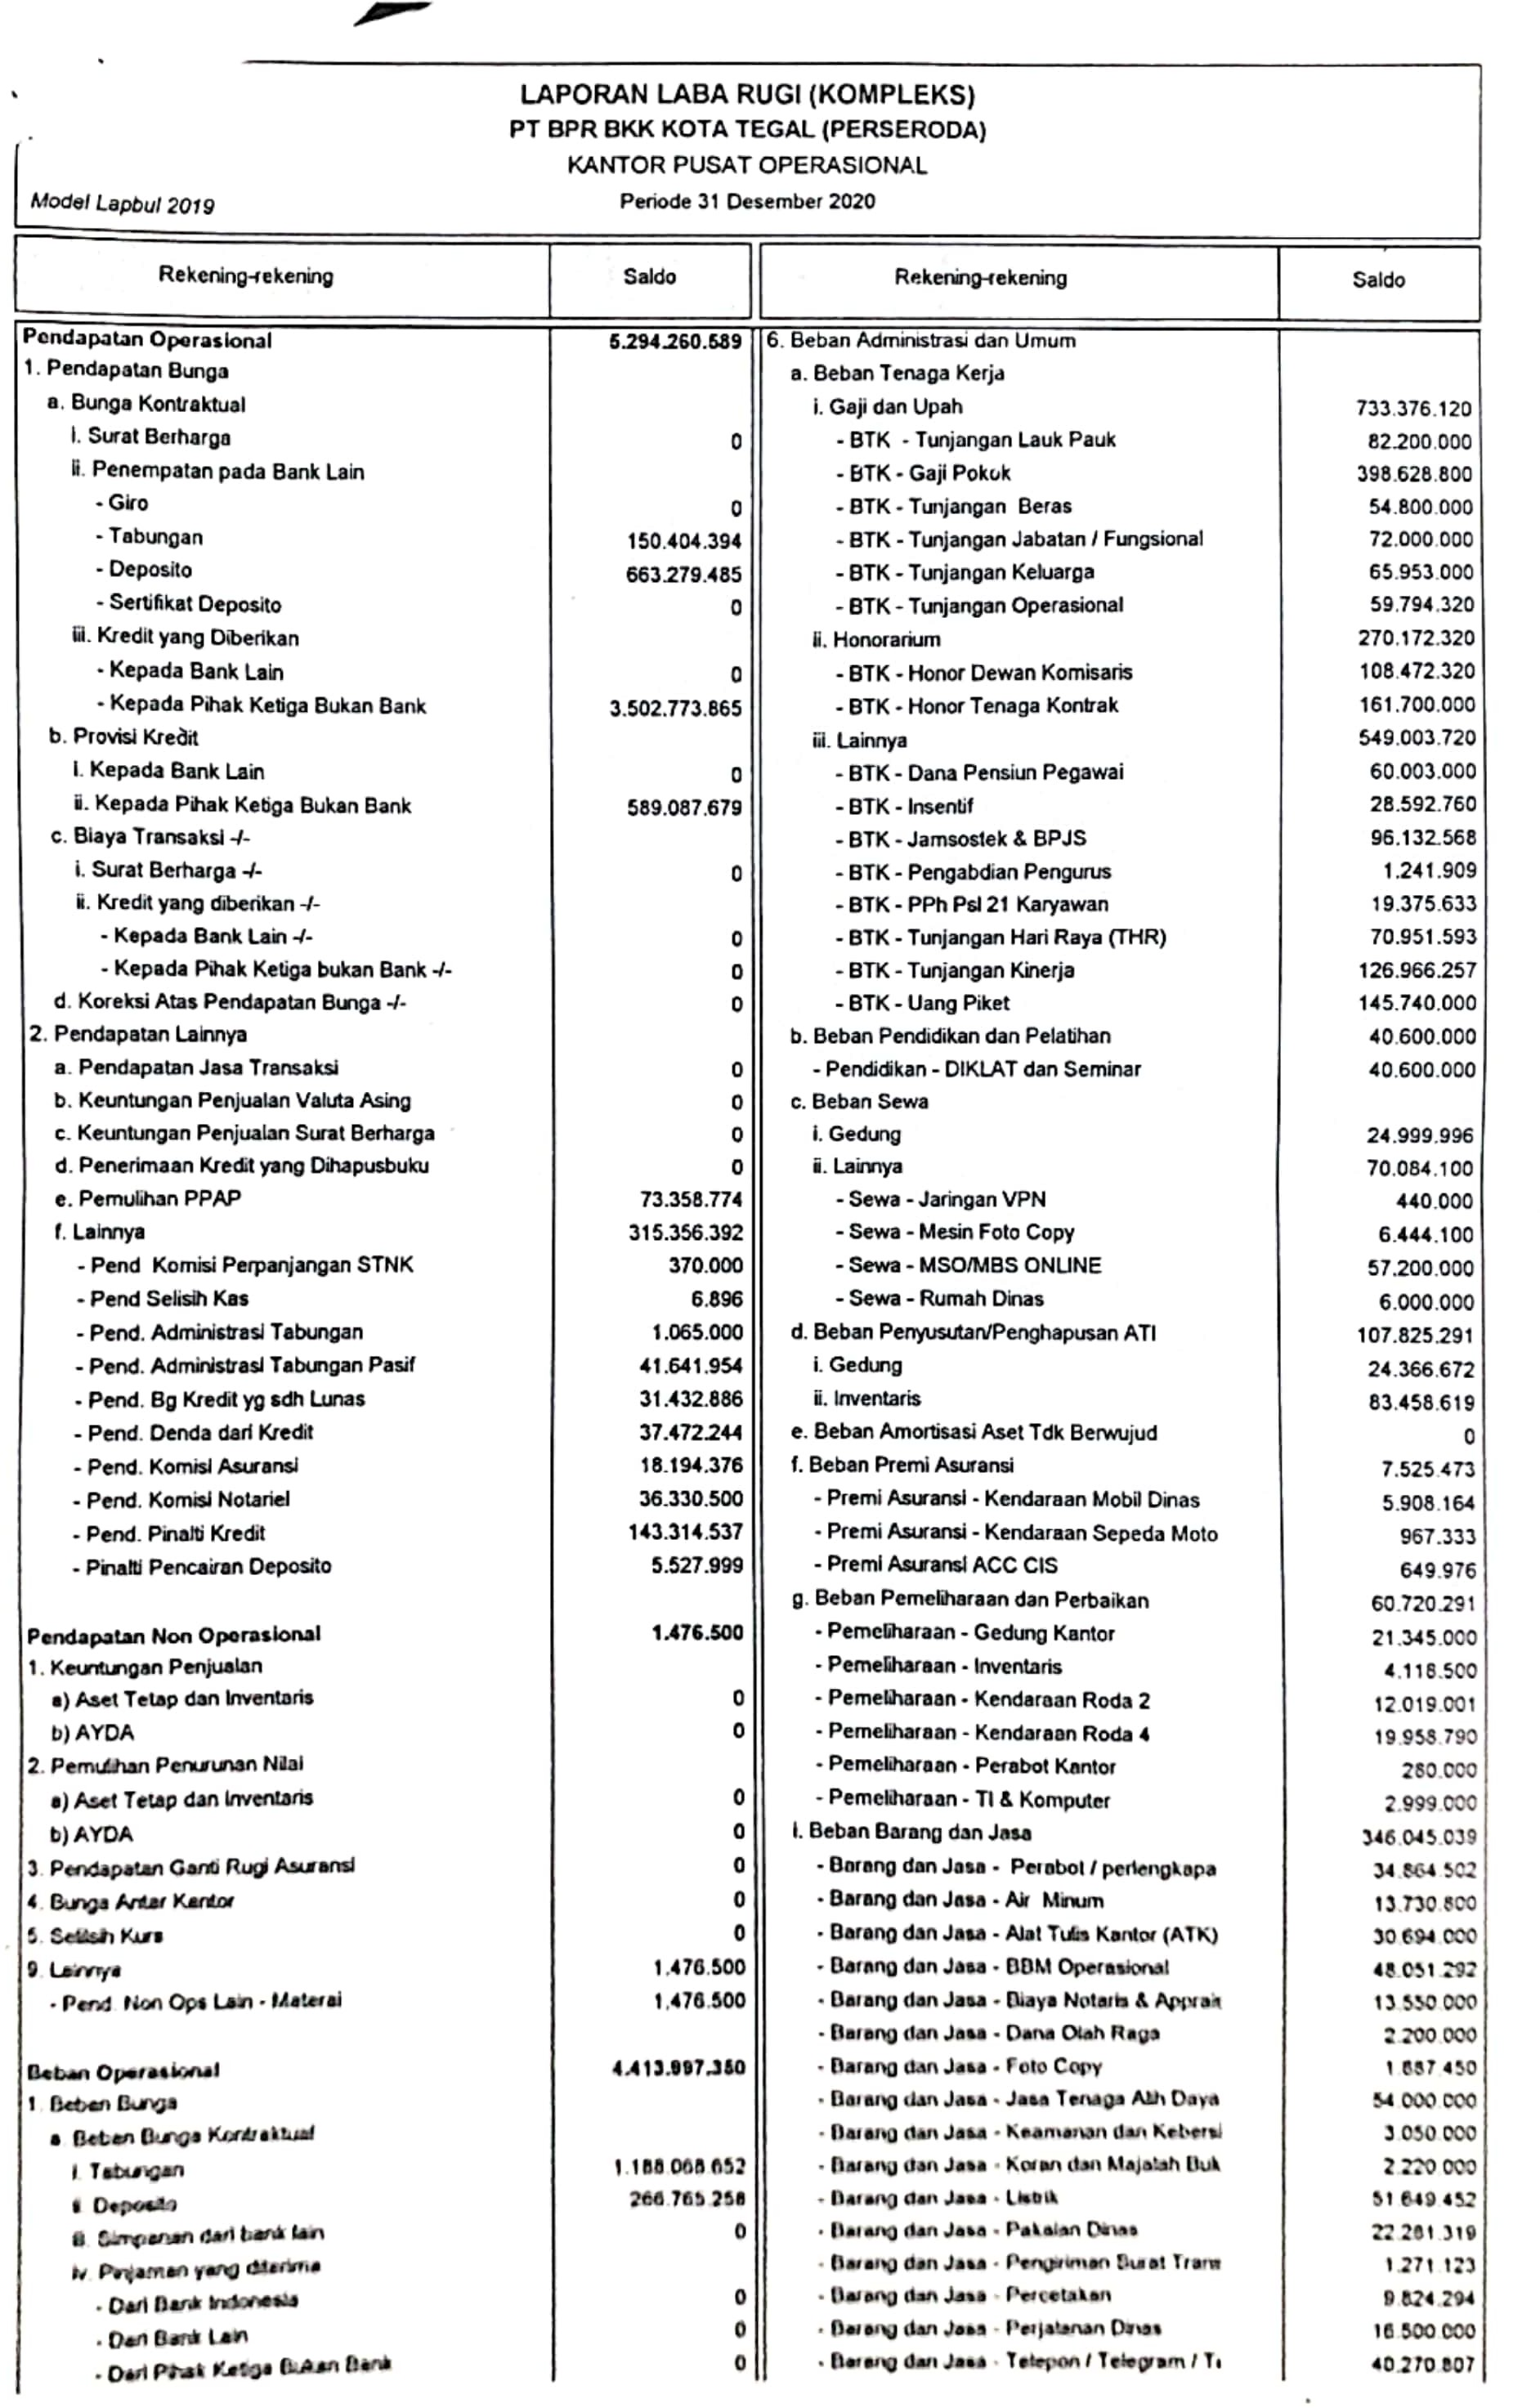 LAPORAN LABA RUGI (KOMPLEKS)
PT BPR BKK KOTA TEGAL (PERSERODA)
KANTOR PUSAT OPERASIONAL
Model Lapbul 2019
Periode 31 Desember 2020
Rekening-rekening Saldo
Pendapatan Operasional 5.294.260.589
1. Pendapatan Bunga
a. Bunga Kontraktual
i. Surat Berharga 0
ii. Penempatan pada Bank Lain
- Giro 0
- Tabungan 150.404.394
- Deposito 663.279.485
- Sertifikat Deposito 0
iii. Kredit yang Diberikan
- Kepada Bank Lain 0
- Kepada Pihak Ketiga Bukan Bank 3.502.773.865
b. Provisi Kredit
i. Kepada Bank Lain 0
ii. Kepada Pihak Ketiga Bukan Bank 589.087.679
c. Biaya Transaksi -/-
i. Surat Berharga -/- 0
ii. Kredit yang diberikan -/-
- Kepada Bank Lain -/- 0
- Kepada Pihak Ketiga bukan Bank -/- 0
d. Koreksi Atas Pendapatan Bunga -/- 0
2. Pendapatan Lainnya
a. Pendapatan Jasa Transaksi 0
b. Keuntungan Penjualan Valuta Asing 0
c. Keuntungan Penjualan Surat Berharga 0
d. Penerimaan Kredit yang Dihapusbuku 0
e. Pemulihan PPAP 73.358.774
f. Lainnya 315.356.392
- Pend Komisi Perpanjangan STNK 370.000
- Pend Selisih Kas 6.896
- Pend. Administrasi Tabungan 1.065.000
- Pend. Administrasi Tabungan Pasif 41.641.954
- Pend. Bg Kredit yg sdh Lunas 31.432.886
- Pend. Denda dari Kredit 37.472.244
- Pend. Komisi Asuransi 18.194.376
- Pend. Komisi Notariel 36.330.500
- Pend. Pinalti Kredit 143.314.537
- Pinalti Pencairan Deposito 5.527.999
Pendapatan Non Operasional 1.476.500
1. Keuntungan Penjualan
a) Aset Tetap dan Inventaris 0
b) AYDA 0
2. Pemulihan Penurunan Nilai
a) Aset Tetap dan Inventaris 0
b) AYDA 0
3. Pendapatan Ganti Rugi Asuransi 0
4. Bunga Antar Kantor 0
5. Selisih Kurs 0
9. Lainnya 1.476.500
- Pend. Non Ops Lain - Materai 1.476.500
Beban Operasional 4.413.997.350
1. Beban Bunga
a. Beban Bunga Kontraktual
i. Tabungan 1.188.068.652
ii. Deposito 266.765.258
iii. Simpanan dari bank lain 0
iv. Pinjaman yang diterima
- Dari Bank Indonesia 0
- Dari Bank Lain 0
- Dari Pihak Ketiga Bukan Bank 0
Rekening-rekening Saldo
6. Beban Administrasi dan Umum
a. Beban Tenaga Kerja
i. Gaji dan Upah 733.376.120
- BTK - Tunjangan Lauk Pauk 82.200.000
- BTK - Gaji Pokok 398.628.800
- BTK - Tunjangan Beras 54.800.000
- BTK - Tunjangan Jabatan / Fungsional 72.000.000
- BTK - Tunjangan Keluarga 65.953.000
- BTK - Tunjangan Operasional 59.794.320
ii. Honorarium 270.172.320
- BTK - Honor Dewan Komisaris 108.472.320
- BTK - Honor Tenaga Kontrak 161.700.000
iii. Lainnya 549.003.720
- BTK - Dana Pensiun Pegawai 60.003.000
- BTK - Insentif 28.592.760
- BTK - Jamsostek & BPJS 96.132.568
- BTK - Pengabdian Pengurus 1.241.909
- BTK - PPh Psl 21 Karyawan 19.375.633
- BTK - Tunjangan Hari Raya (THR) 70.951.593
- BTK - Tunjangan Kinerja 126.966.257
- BTK - Uang Piket 145.740.000
b. Beban Pendidikan dan Pelatihan 40.600.000
- Pendidikan - DIKLAT dan Seminar 40.600.000
c. Beban Sewa
i. Gedung 24.999.996
ii. Lainnya 70.084.100
- Sewa - Jaringan VPN 440.000
- Sewa - Mesin Foto Copy 6.444.100
- Sewa - MSO/MBS ONLINE 57.200.000
- Sewa - Rumah Dinas 6.000.000
d. Beban Penyusutan/Penghapusan ATI 107.825.291
i. Gedung 24.366.672
ii. Inventaris 83.458.619
e. Beban Amortisasi Aset Tdk Berwujud 0
f. Beban Premi Asuransi 7.525.473
- Premi Asuransi - Kendaraan Mobil Dinas 5.908.164
- Premi Asuransi - Kendaraan Sepeda Moto 967.333
- Premi Asuransi ACC CIS 649.976
g. Beban Pemeliharaan dan Perbaikan 60.720.291
- Pemeliharaan - Gedung Kantor 21.345.000
- Pemeliharaan - Inventaris 4.118.500
- Pemeliharaan - Kendaraan Roda 2 12.019.001
- Pemeliharaan - Kendaraan Roda 4 19.958.790
- Pemeliharaan - Perabot Kantor 280.000
- Pemeliharaan - TI & Komputer 2.999.000
i. Beban Barang dan Jasa 346.045.039
- Barang dan Jasa - Perabot / perlengkapa 34.864.502
- Barang dan Jasa - Air Minum 13.730.800
- Barang dan Jasa - Alat Tulis Kantor (ATK) 30.694.000
- Barang dan Jasa - BBM Operasional 48.051.292
- Barang dan Jasa - Biaya Notaris & Apprais 13.550.000
- Barang dan Jasa - Dana Olah Raga 2.200.000
- Barang dan Jasa - Foto Copy 1.887.450
- Barang dan Jasa - Jasa Tenaga Alih Daya 54.000.000
- Barang dan Jasa - Keamanan dan Kebersi 3.050.000
- Barang dan Jasa - Koran dan Majalah Buk 2.220.000
- Barang dan Jasa - Listrik 51.649.452
- Barang dan Jasa - Pakaian Dinas 22.281.319
- Barang dan Jasa - Pengiriman Surat Trans 1.271.123
- Barang dan Jasa - Percetakan 9.824.294
- Barang dan Jasa - Perjalanan Dinas 16.500.000
- Barang dan Jasa - Telepon / Telegram / Te 40.270.807